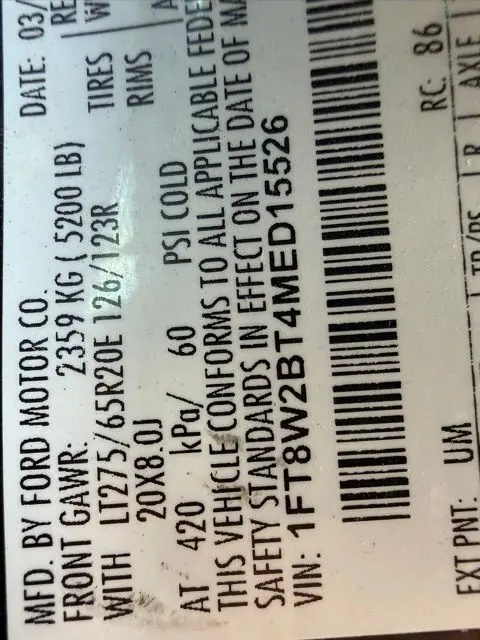 MFD. BY FORD MOTOR CO.
DATE: 03/
FRONT GAWR: 2359 KG ( 5200 LB)
RE
WITH LT275/65R20E 126/123R
TIRES
W
20X8.0J
RIMS
A
AT 420 kPa/ 60 PSI COLD
THIS VEHICLE CONFORMS TO ALL APPLICABLE FEDE
SAFETY STANDARDS IN EFFECT ON THE DATE OF MA
VIN: 1FT8W2BT4MED15526
EXT PNT: UM
RC: 86
R
AXLE